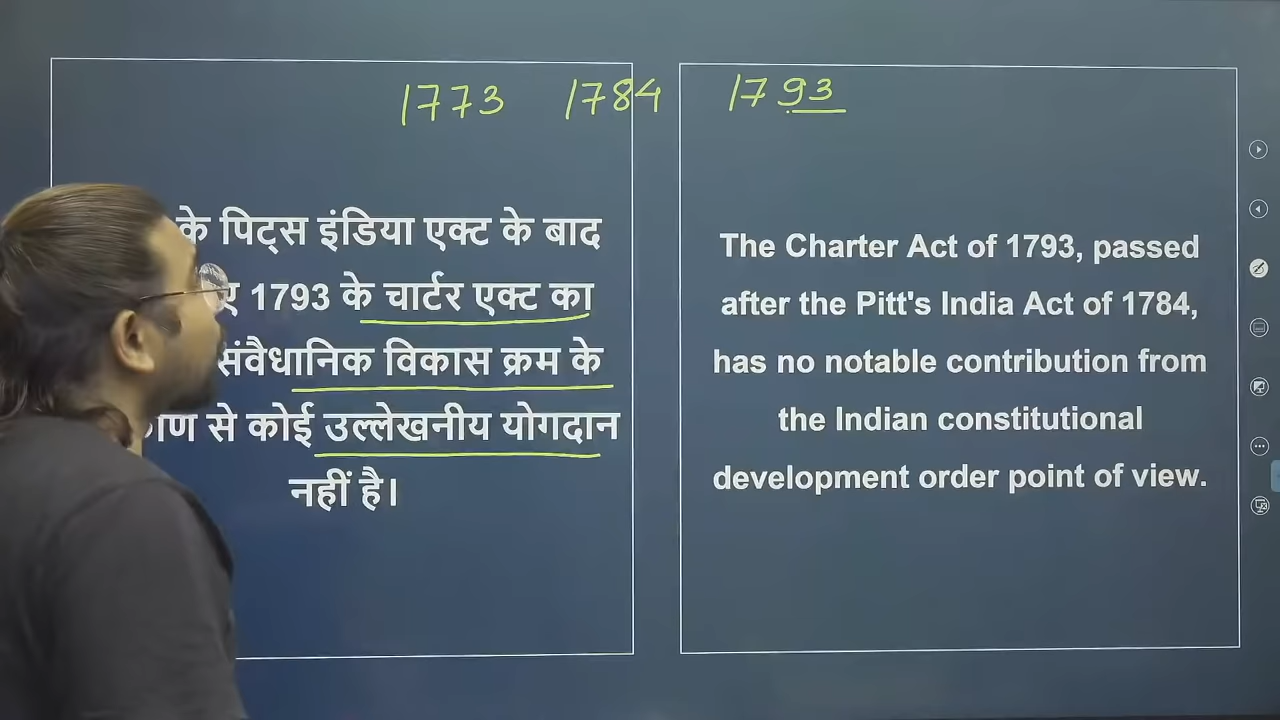 1773 1784 1793
के पिट्स इंडिया एक्ट के बाद
1793 के चार्टर एक्ट का
संवैधानिक विकास क्रम के
से कोई उल्लेखनीय योगदान
नहीं है।
The Charter Act of 1793, passed
after the Pitt's India Act of 1784,
has no notable contribution from
the Indian constitutional
development order point of view.